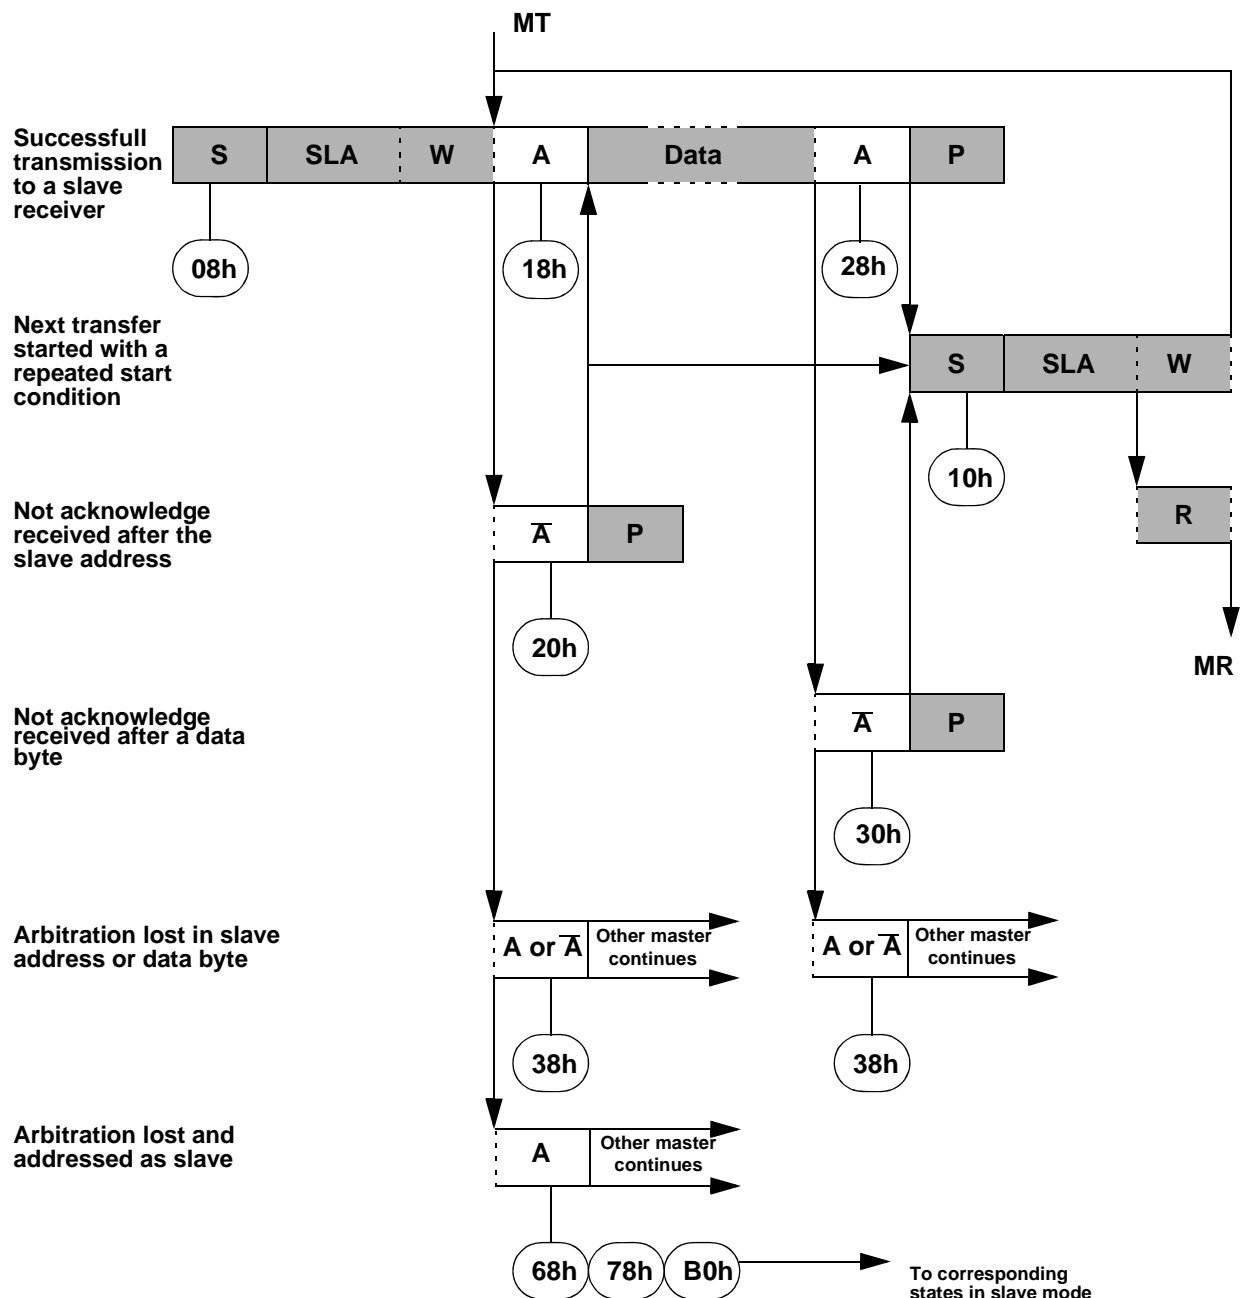 MT
Successfull
transmission
to a slave
receiver
S SLA W A Data A P
08h 18h 28h
Next transfer
started with a
repeated start
condition
S SLA W
10h
Not acknowledge
received after the
slave address
A̅ P
R
20h
MR
Not acknowledge
received after a data
byte
A̅ P
30h
Arbitration lost in slave
address or data byte
A or A̅
Other master
continues
A or A̅
Other master
continues
38h 38h
Arbitration lost and
addressed as slave
A
Other master
continues
68h 78h B0h
To corresponding
states in slave mode